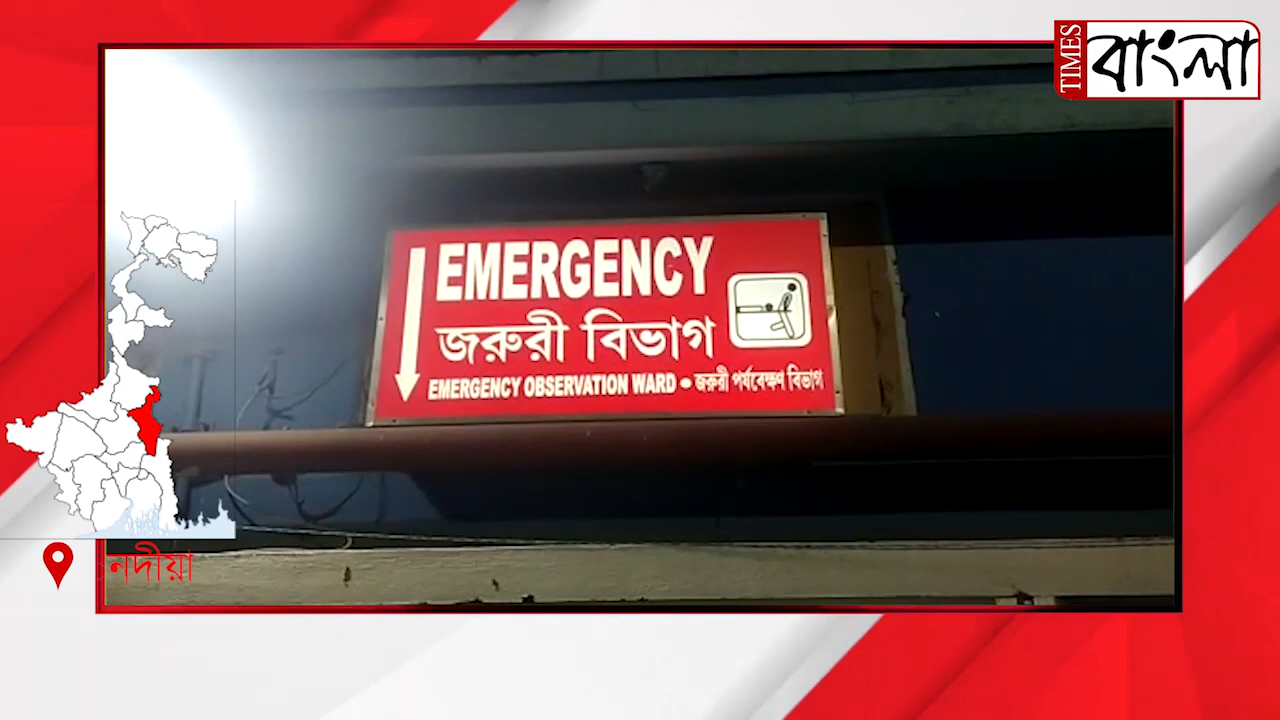 TIMES বাংলা
EMERGENCY
জরুরী বিভাগ
EMERGENCY OBSERVATION WARD • জরুরী পর্যবেক্ষণ বিভাগ
নদীয়া